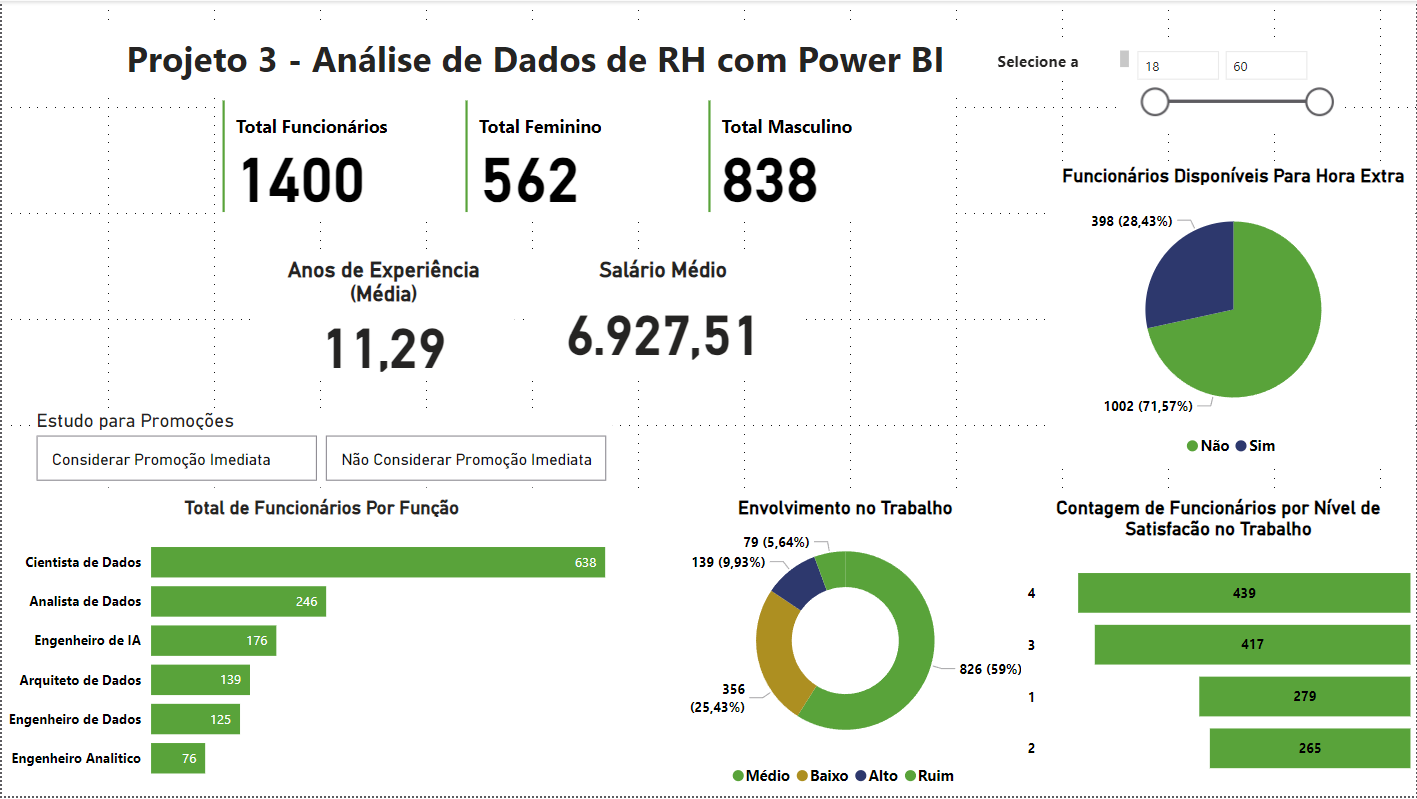 Projeto 3 - Análise de Dados de RH com Power BI
Selecione a
18
60
Total Funcionários
1400
Total Feminino
562
Total Masculino
838
Anos de Experiência
(Média)
11,29
Salário Médio
6.927,51
Funcionários Disponíveis Para Hora Extra
398 (28,43%)
1002 (71,57%)
Não Sim
Estudo para Promoções
Considerar Promoção Imediata
Não Considerar Promoção Imediata
Total de Funcionários Por Função
Cientista de Dados 638
Analista de Dados 246
Engenheiro de IA 176
Arquiteto de Dados 139
Engenheiro de Dados 125
Engenheiro Analitico 76
Envolvimento no Trabalho
79 (5,64%)
139 (9,93%)
826 (59%)
356
(25,43%)
Médio Baixo Alto Ruim
Contagem de Funcionários por Nível de
Satisfacão no Trabalho
4 439
3 417
1 279
2 265